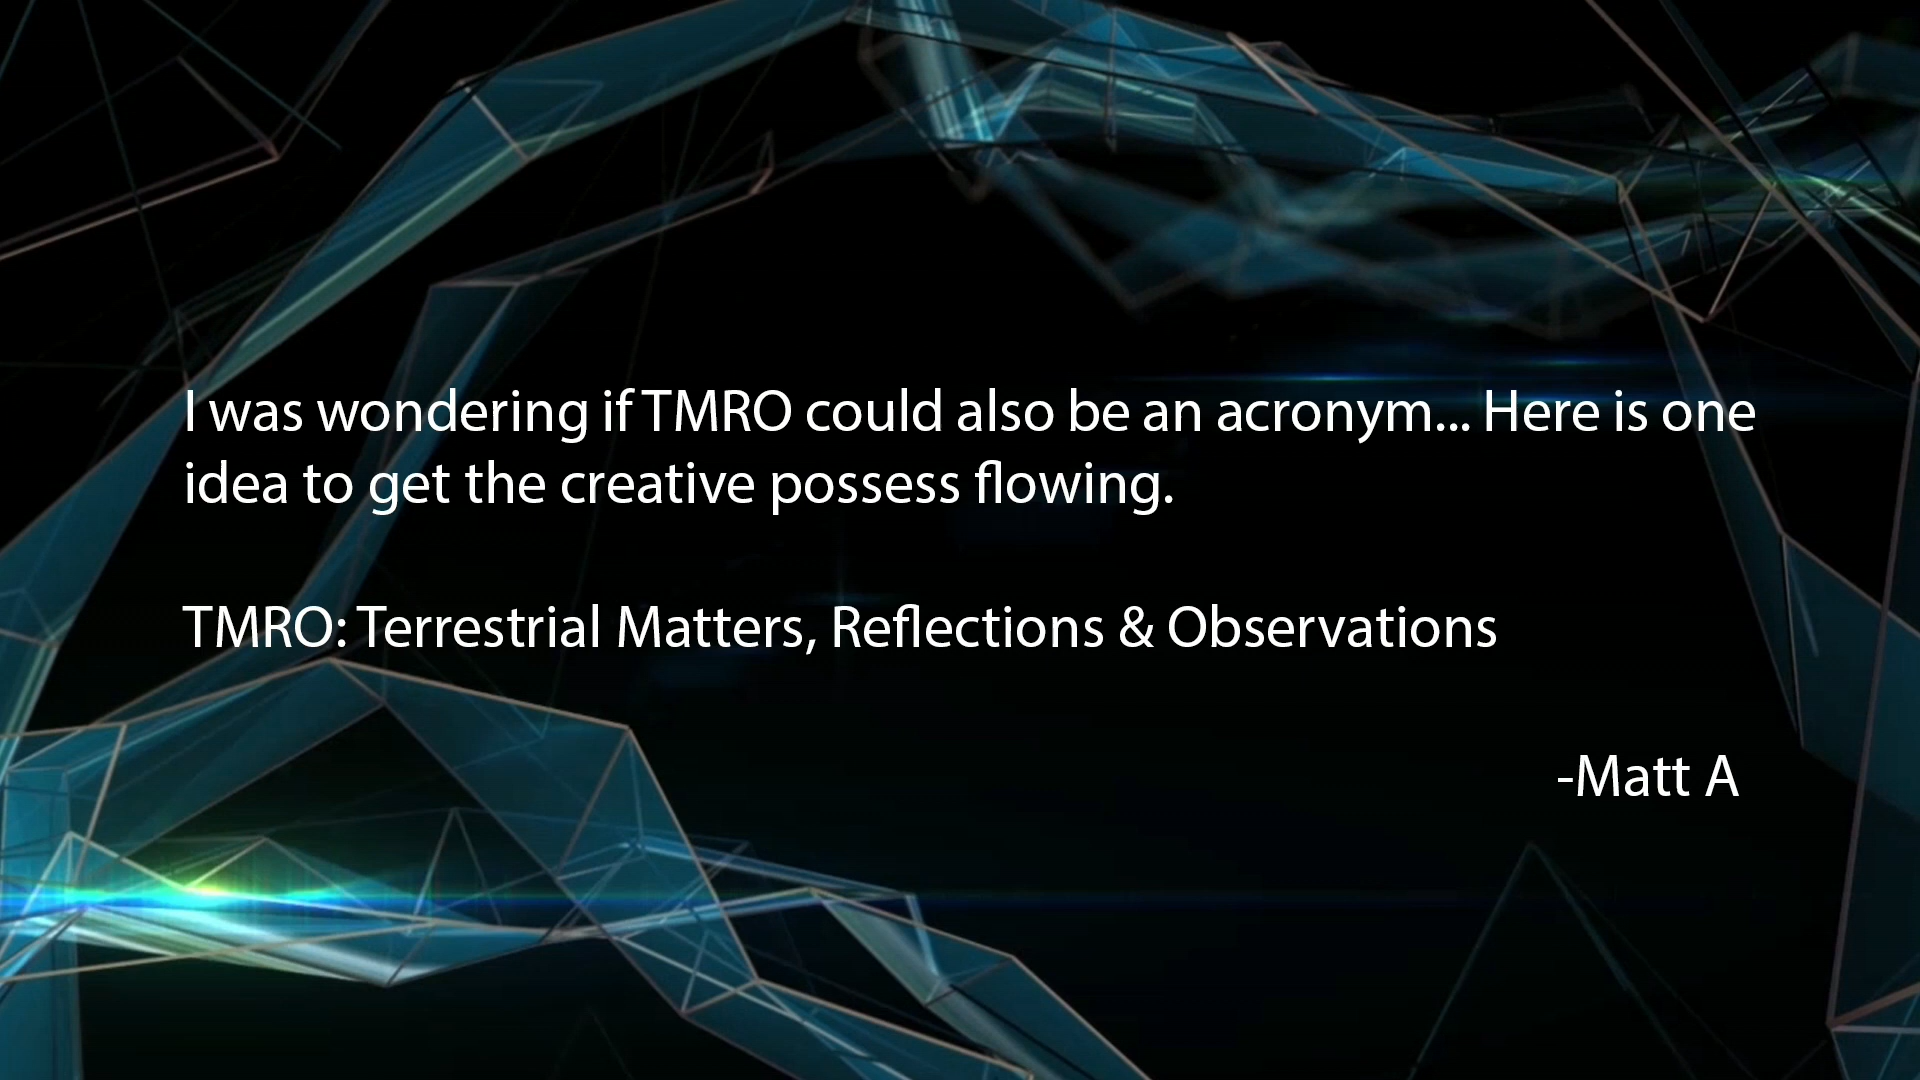 I was wondering if TMRO could also be an acronym... Here is one
idea to get the creative possess flowing.
TMRO: Terrestrial Matters, Reflections & Observations
-Matt A